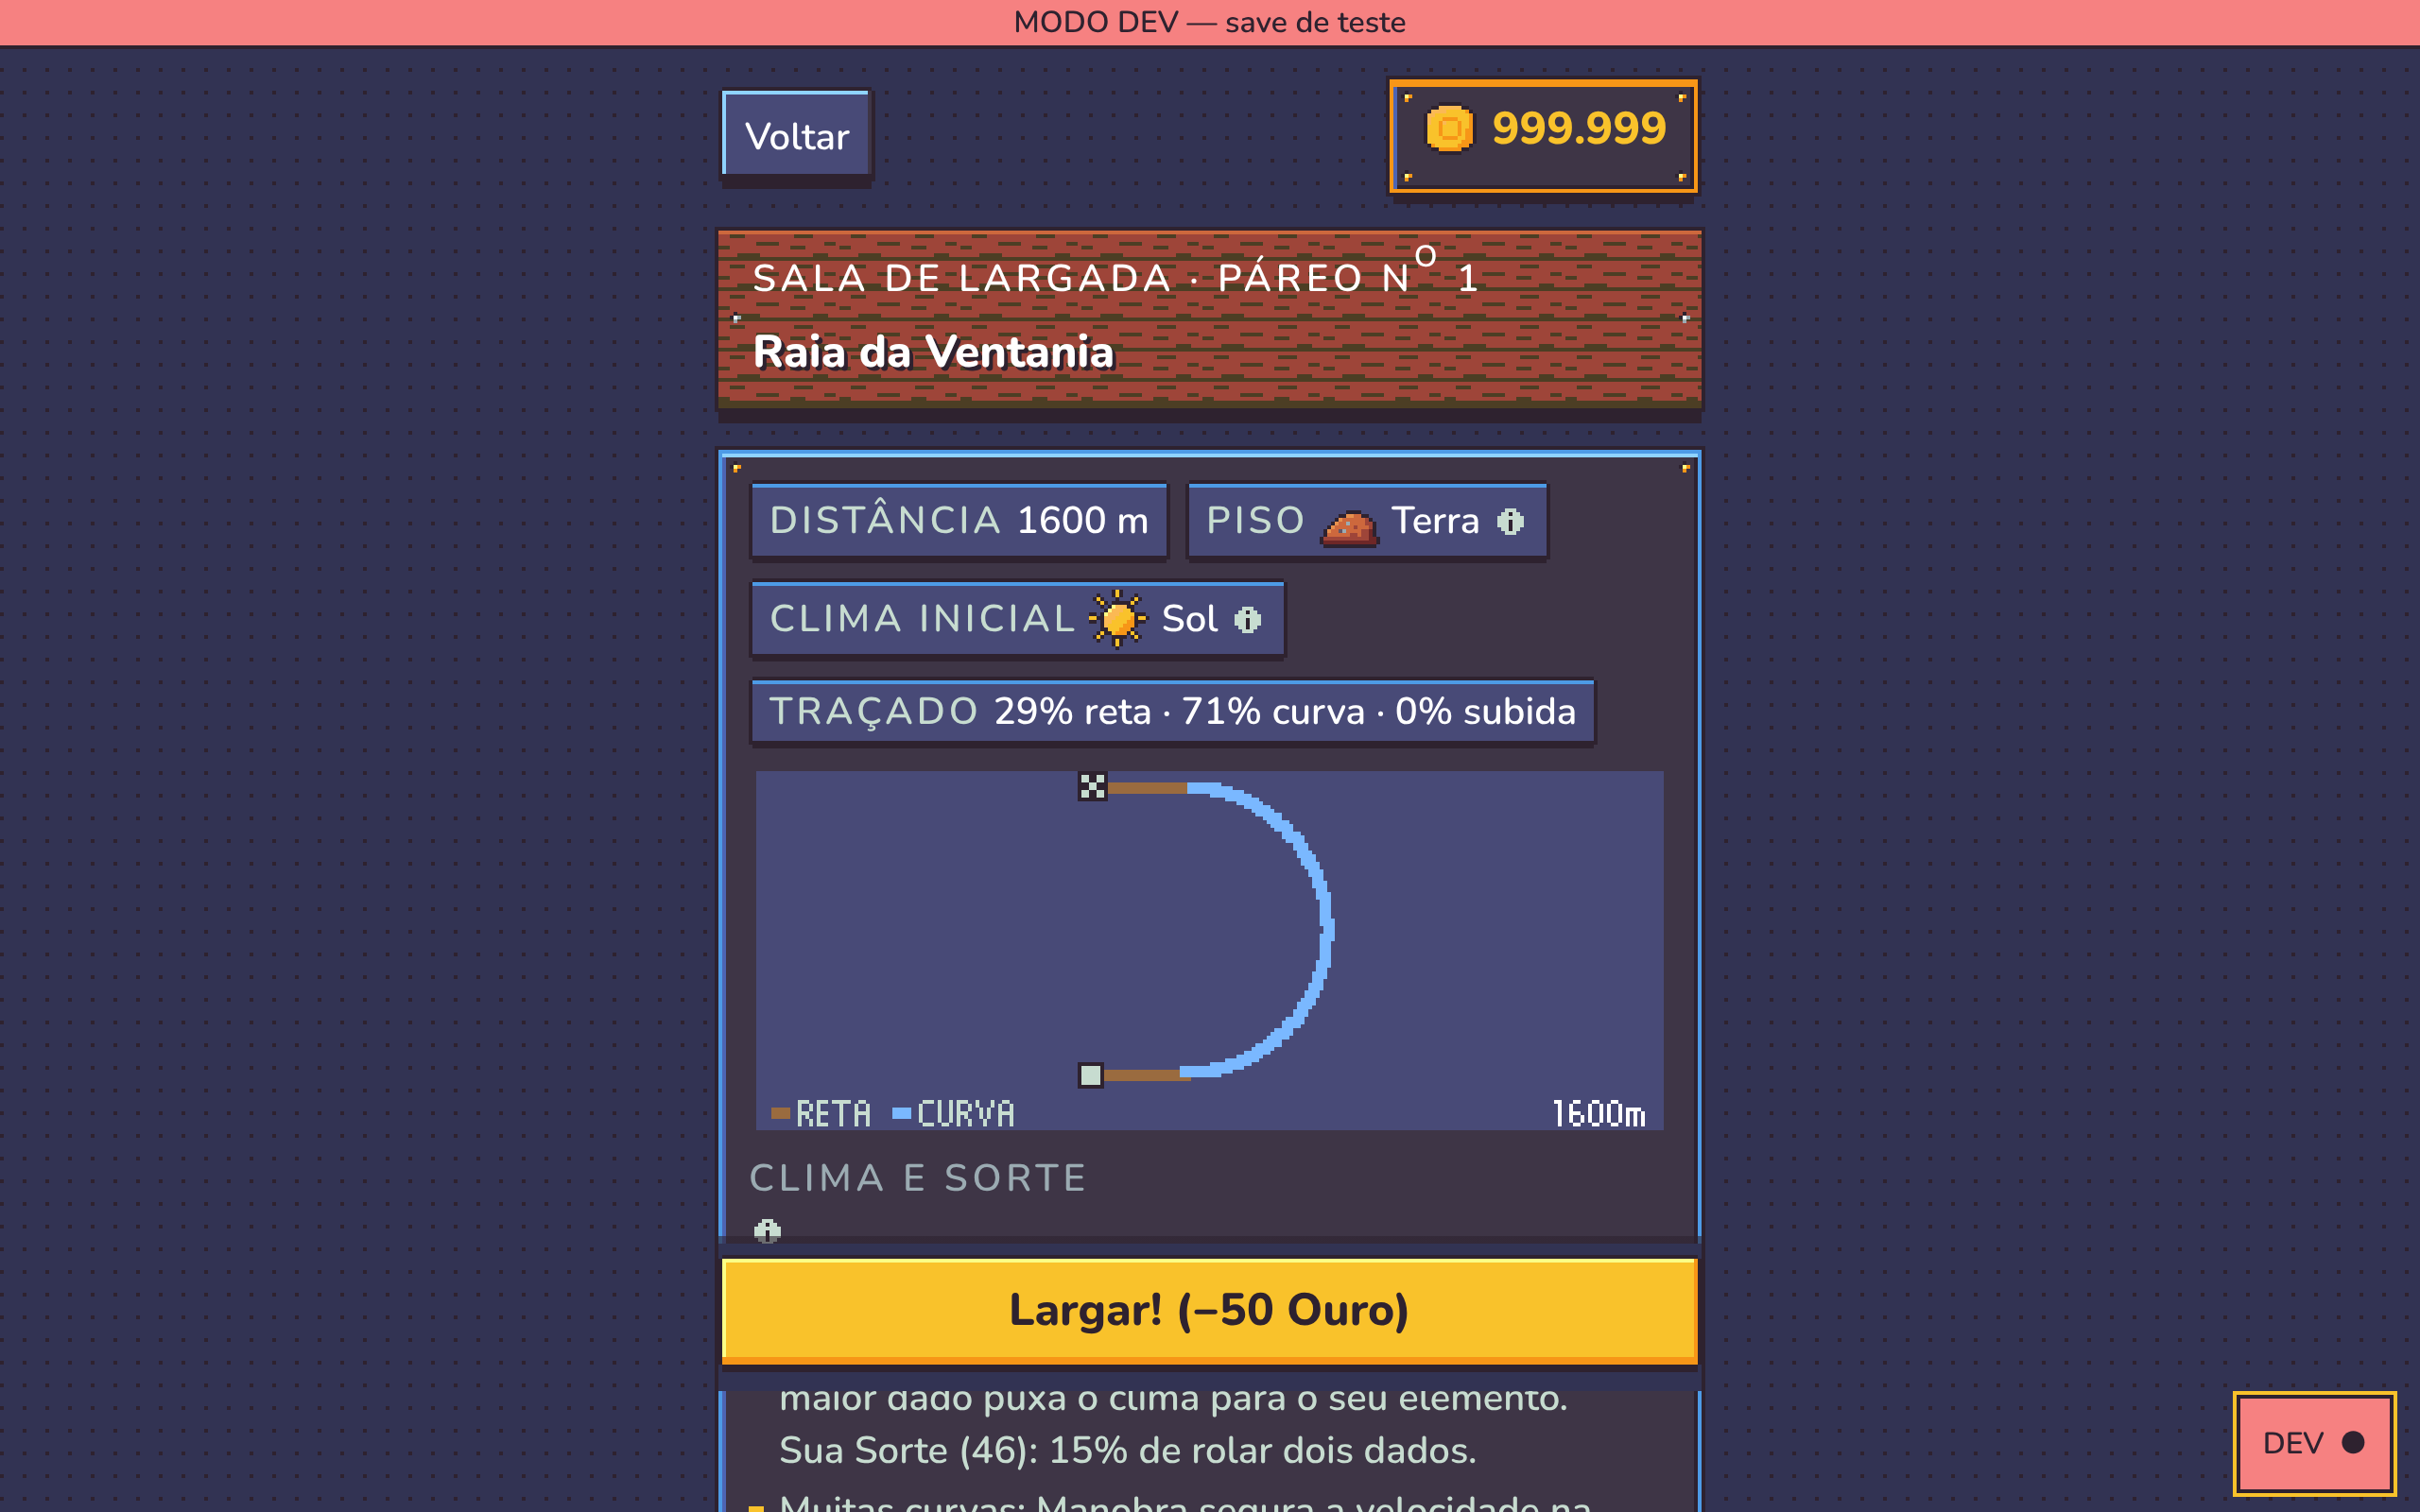 MODO DEV — save de teste
Voltar
999.999
SALA DE LARGADA · PÁREO Nº 1
Raia da Ventania
DISTÂNCIA 1600 m
PISO Terra
CLIMA INICIAL Sol
TRAÇADO 29% reta · 71% curva · 0% subida
RETA CURVA
1600m
CLIMA E SORTE
Largar! (–50 Ouro)
maior dado puxa o clima para o seu elemento.
Sua Sorte (46): 15% de rolar dois dados.
Muitas curvas: Manobra segura a velocidade na
DEV